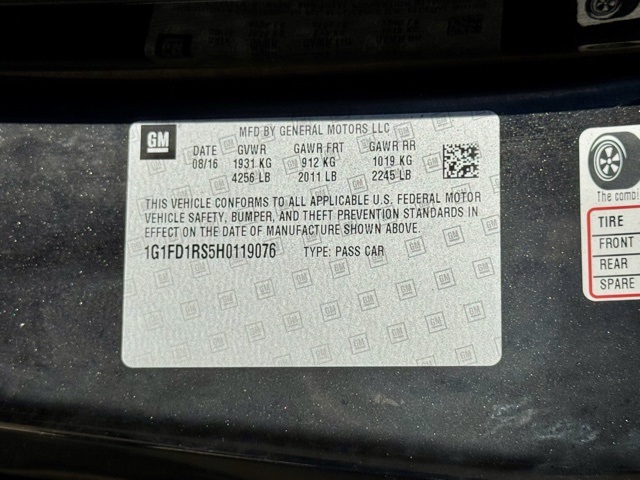 GM
MFD BY GENERAL MOTORS LLC
DATE GVWR GAWR FRT GAWR RR
08/16 1931 KG 912 KG 1019 KG
4256 LB 2011 LB 2245 LB
THIS VEHICLE CONFORMS TO ALL APPLICABLE U.S. FEDERAL MOTOR
VEHICLE SAFETY, BUMPER, AND THEFT PREVENTION STANDARDS IN
EFFECT ON THE DATE OF MANUFACTURE SHOWN ABOVE.
1G1FD1RS5H0119076 TYPE: PASS CAR
The combi
TIRE
FRONT
REAR
SPARE